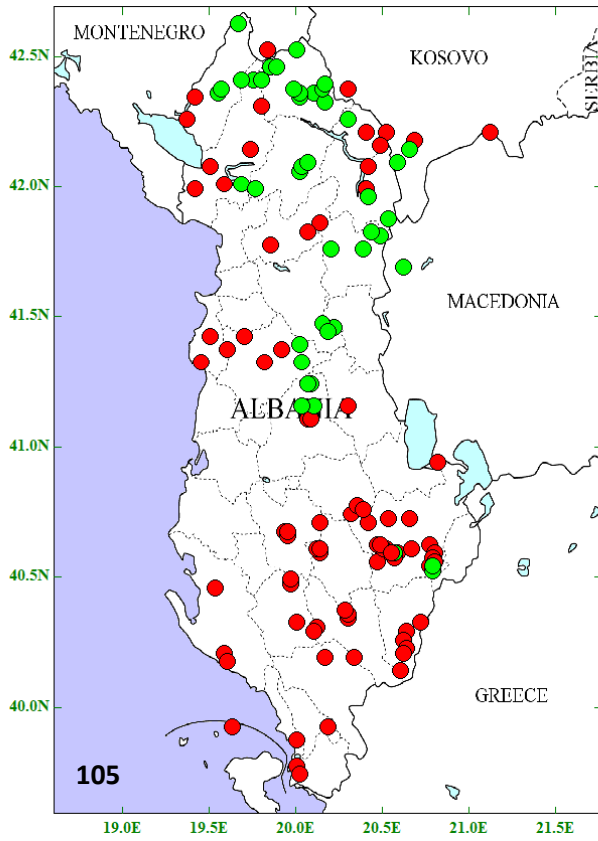 MONTENEGRO
42.5N
KOSOVO
SERBIA
42.0N
41.5N
MACEDONIA
ALBANIA
41.0N
40.5N
40.0N
GREECE
105
19.0E 19.5E 20.0E 20.5E 21.0E 21.5E